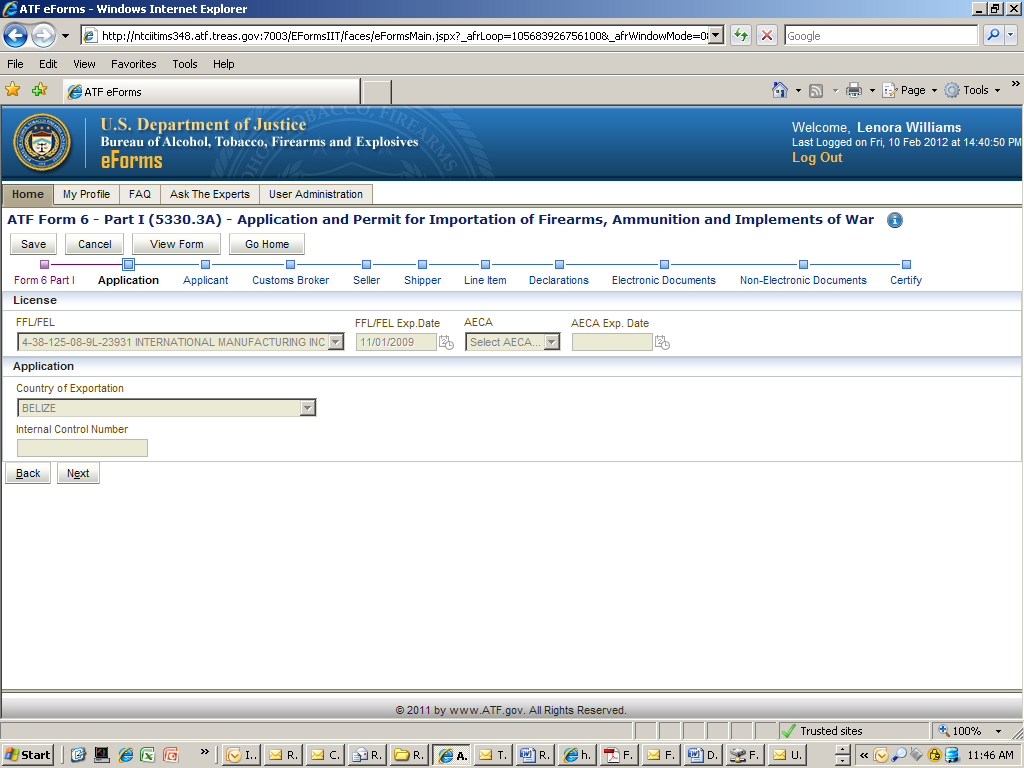 ATF eForms - Windows Internet Explorer
http://ntciitims348.atf.treas.gov:7003/EFormsIIT/faces/eFormsMain.jspx?_afrLoop=105683926756100&_afrWindowMode=0
Google
File Edit View Favorites Tools Help
ATF eForms
Page Tools »
U.S. Department of Justice
Bureau of Alcohol, Tobacco, Firearms and Explosives
eForms
Welcome, Lenora Williams
Last Logged on Fri, 10 Feb 2012 at 14:40:50 PM
Log Out
Home My Profile FAQ Ask The Experts User Administration
ATF Form 6 - Part I (5330.3A) - Application and Permit for Importation of Firearms, Ammunition and Implements of War
Save Cancel View Form Go Home
Form 6 Part I Application Applicant Customs Broker Seller Shipper Line Item Declarations Electronic Documents Non-Electronic Documents Certify
License
FFL/FEL FFL/FEL Exp.Date AECA AECA Exp. Date
4-38-125-08-9L-23931 INTERNATIONAL MANUFACTURING INC 11/01/2009 Select AECA...
Application
Country of Exportation
BELIZE
Internal Control Number
Back Next
© 2011 by www.ATF.gov. All Rights Reserved.
Trusted sites 100%
Start » I.. R. C. R. R. A. T. R. h. F. F. D. F. U. « 11:46 AM